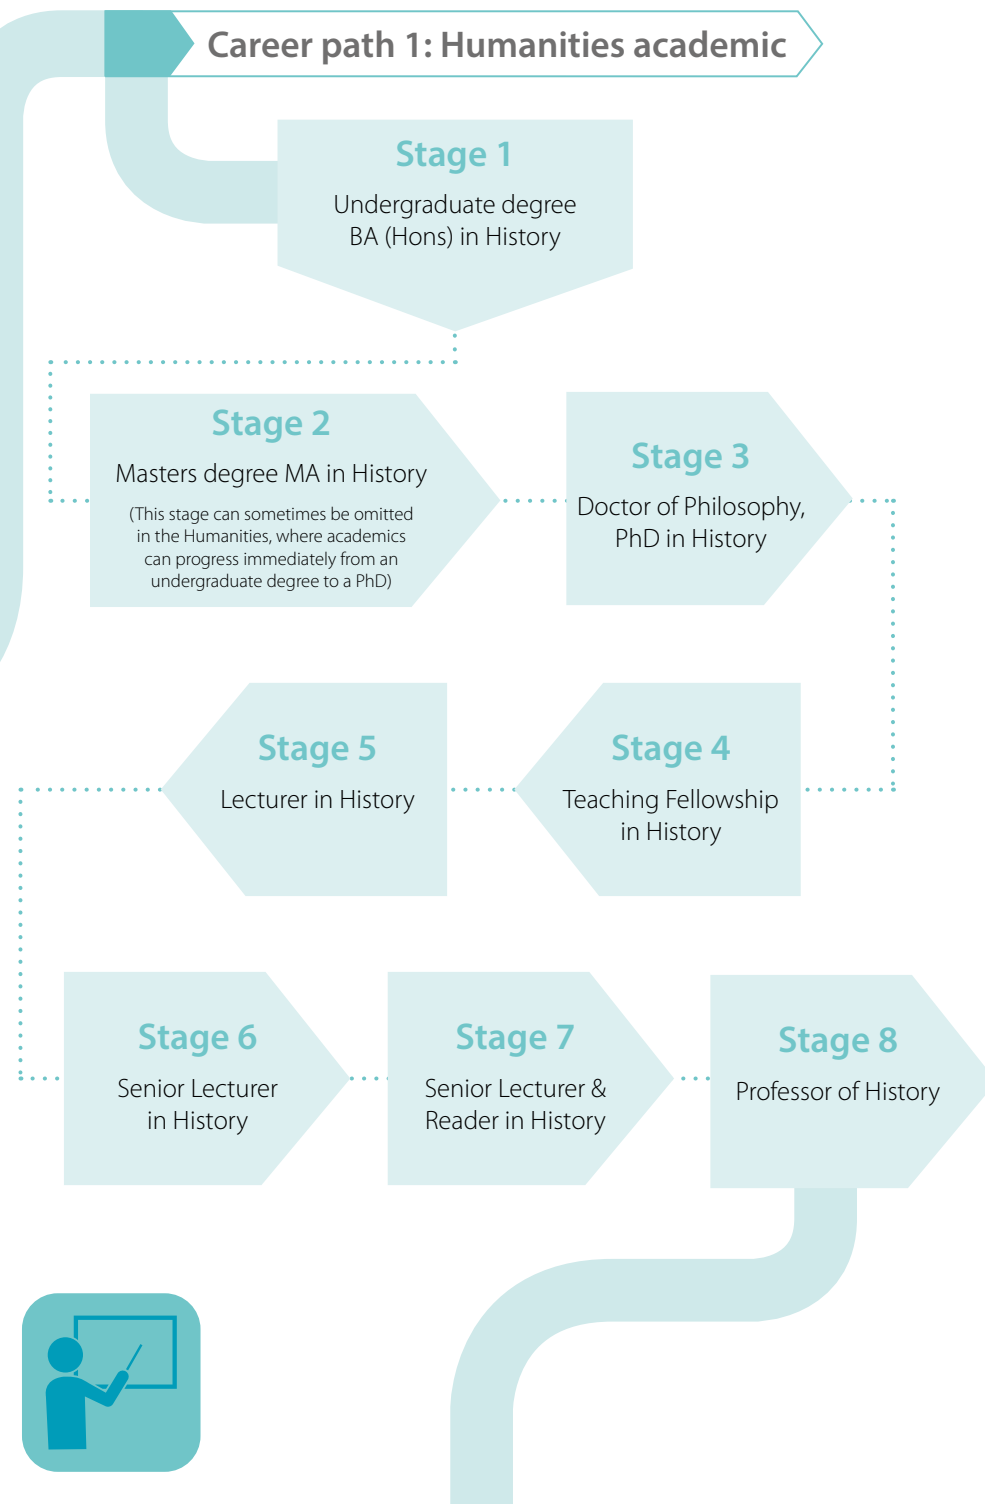 Career path 1: Humanities academic
Stage 1
Undergraduate degree
BA (Hons) in History
Stage 2
Masters degree MA in History
(This stage can sometimes be omitted
in the Humanities, where academics
can progress immediately from an
undergraduate degree to a PhD)
Stage 3
Doctor of Philosophy,
PhD in History
Stage 4
Teaching Fellowship
in History
Stage 5
Lecturer in History
Stage 6
Senior Lecturer
in History
Stage 7
Senior Lecturer &
Reader in History
Stage 8
Professor of History